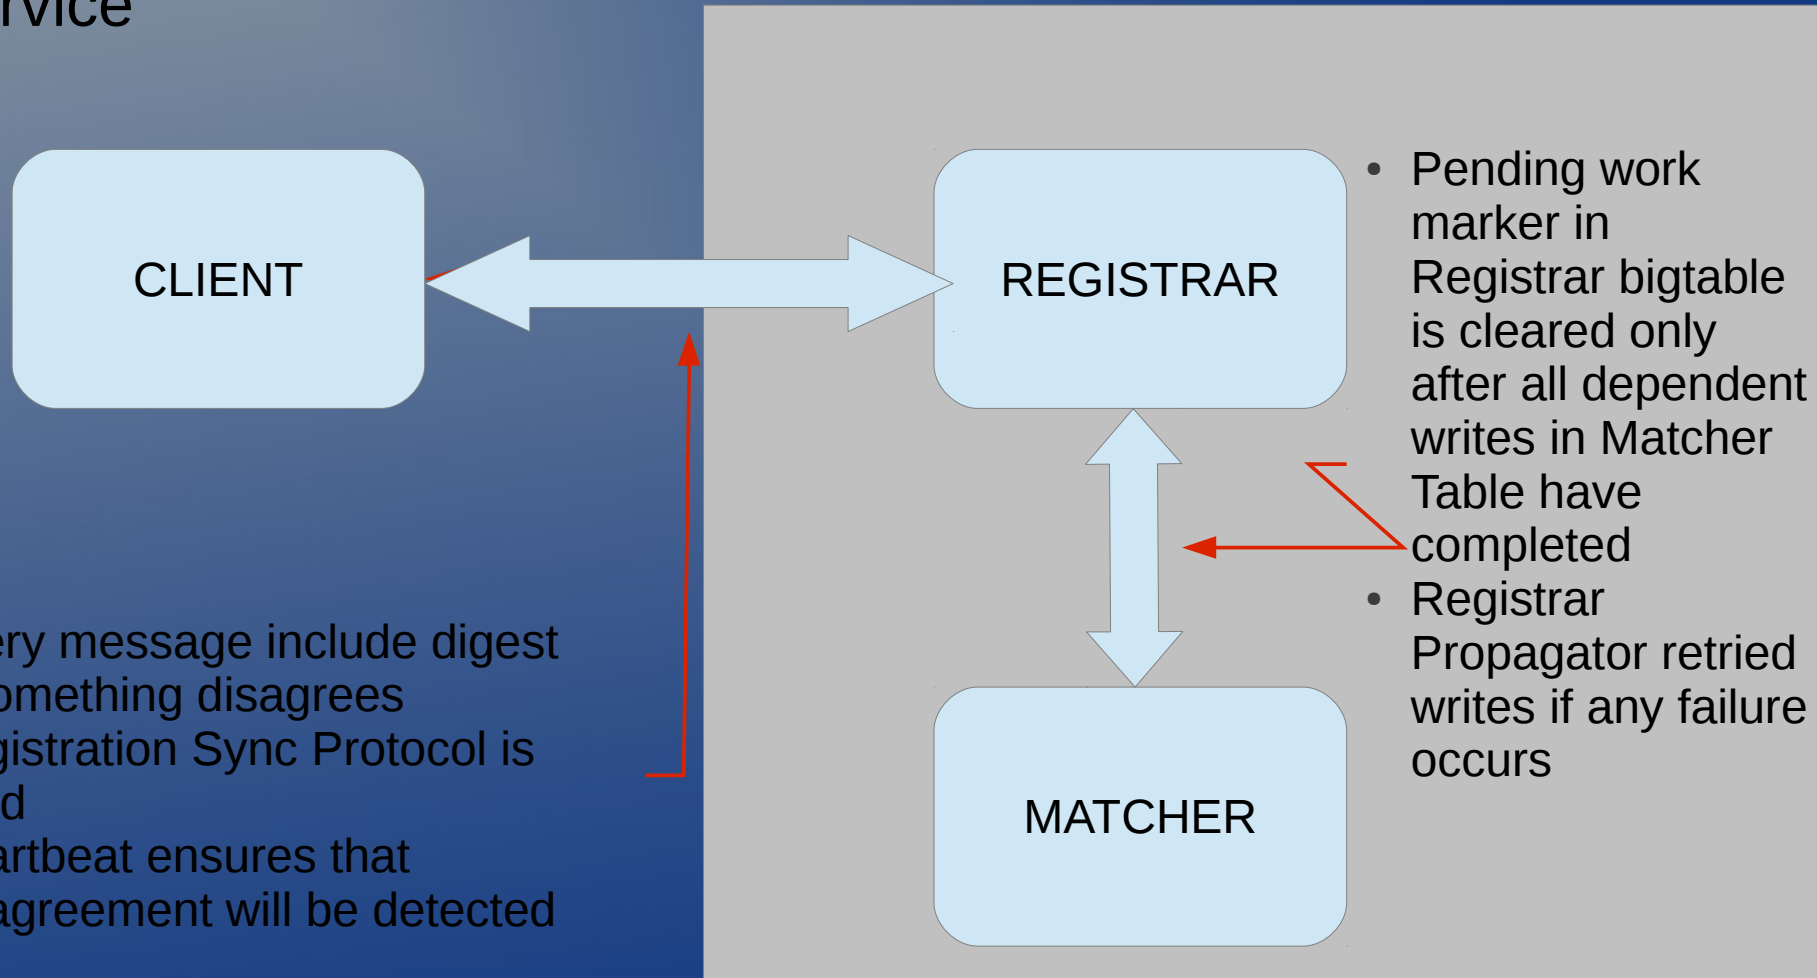 rvice
CLIENT
REGISTRAR
• Pending work
marker in
Registrar bigtable
is cleared only
after all dependent
writes in Matcher
Table have
completed
• Registrar
Propagator retried
writes if any failure
occurs
ery message include digest
omething disagrees
gistration Sync Protocol is
d
artbeat ensures that
agreement will be detected
MATCHER